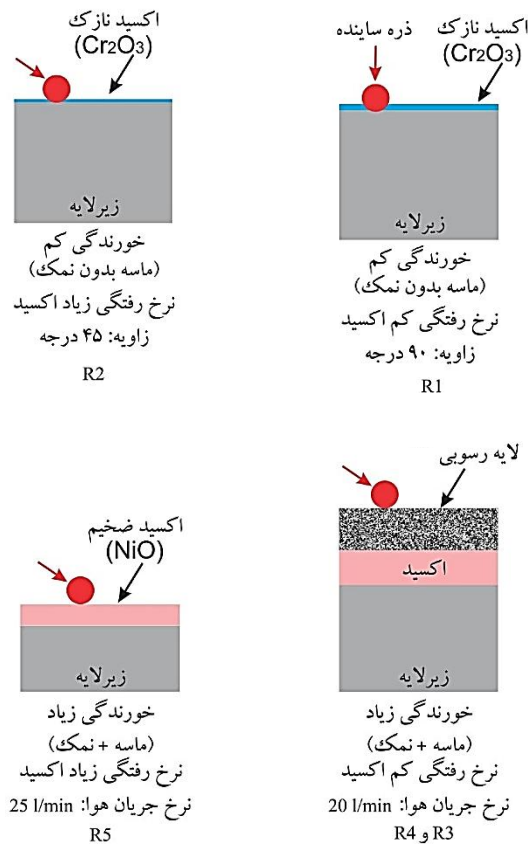 ذره ساینده
اکسید نازک
(Cr2O3)
زیرلایه
خورندگی کم
(ماسه بدون نمک)
نرخ رفتگی کم اکسید
زاویه: ۹۰ درجه
R1
اکسید نازک
(Cr2O3)
زیرلایه
خورندگی کم
(ماسه بدون نمک)
نرخ رفتگی زیاد اکسید
زاویه: ۴۵ درجه
R2
لایه رسوبی
اکسید
زیرلایه
خورندگی زیاد
(ماسه + نمک)
نرخ رفتگی کم اکسید
نرخ جریان هوا: 20 l/min
R3 و R4
اکسید ضخیم
(NiO)
زیرلایه
خورندگی زیاد
(ماسه + نمک)
نرخ رفتگی زیاد اکسید
نرخ جریان هوا: 25 l/min
R5